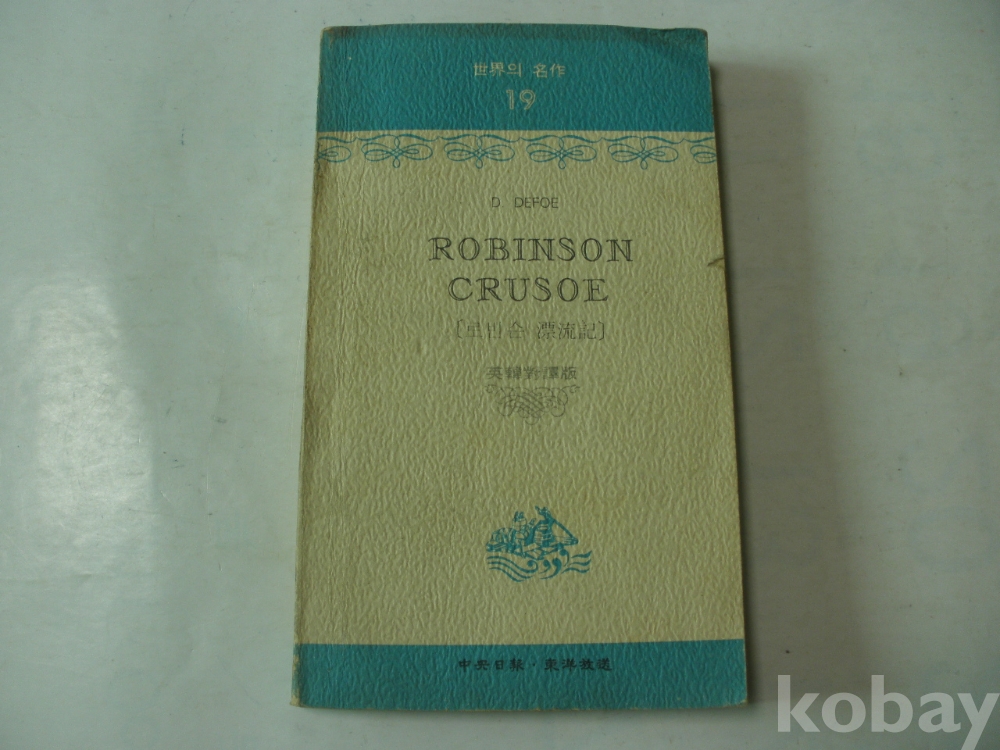 世界의 名作
19
D. DEFOE
ROBINSON
CRUSOE
[로빈손 漂流記]
英韓対譯版
中央日報・東洋放送
kobay